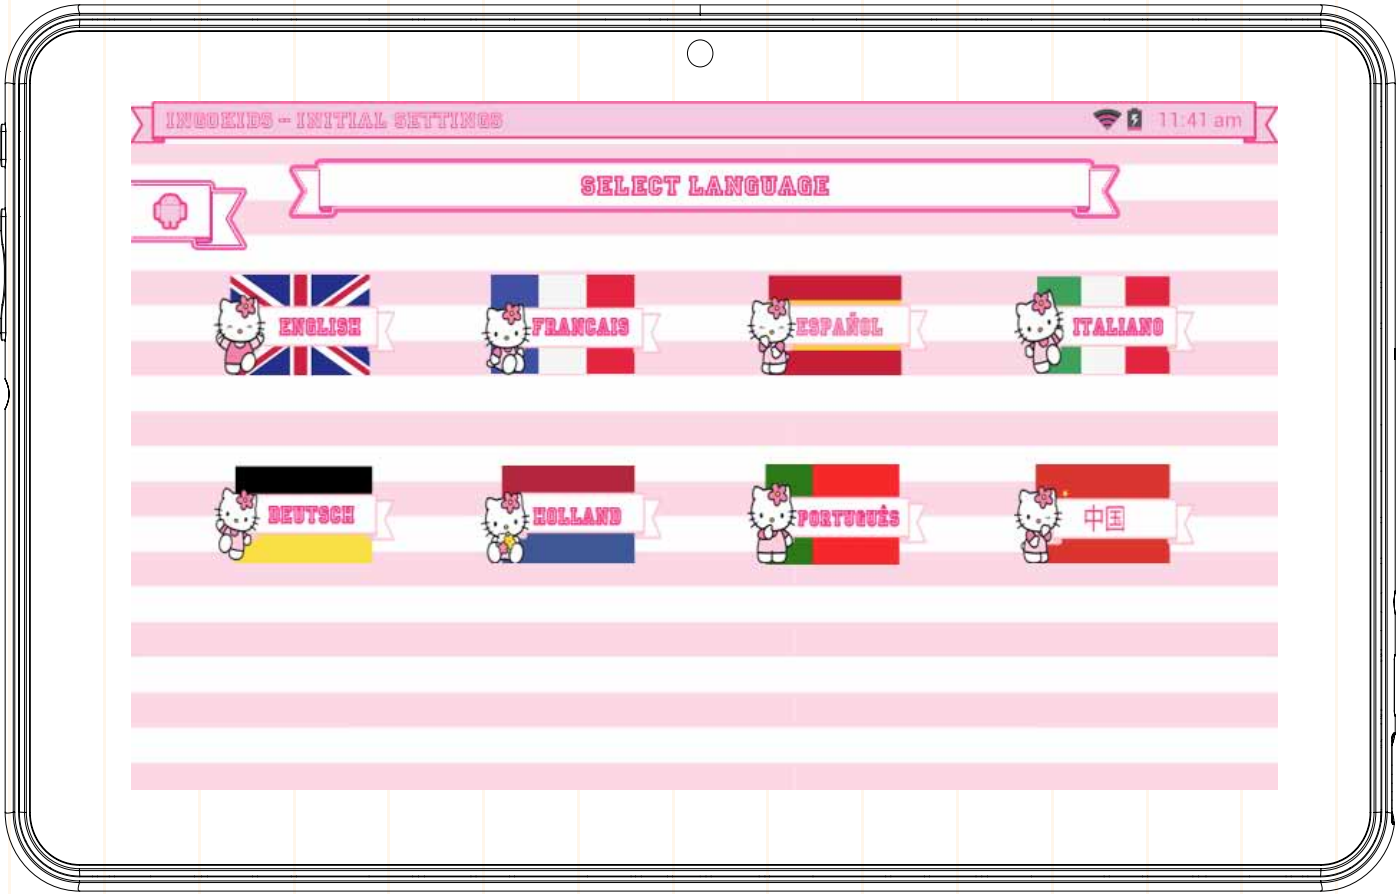 INGOKIDS - INITIAL SETTINGS 11:41 am
SELECT LANGUAGE
ENGLISH FRANCAIS ESPAÑOL ITALIANO
DEUTSCH HOLLAND PORTUGUÊS 中国